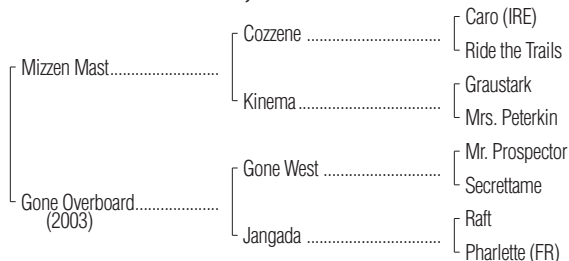 Caro (IRE)
Cozzene ..............................
Ride the Trails
Mizzen Mast........................
Graustark
Kinema................................
Mrs. Peterkin
Mr. Prospector
Gone West ..........................
Secrettame
Gone Overboard..................
(2003)
Raft
Jangada ..............................
Pharlette (FR)